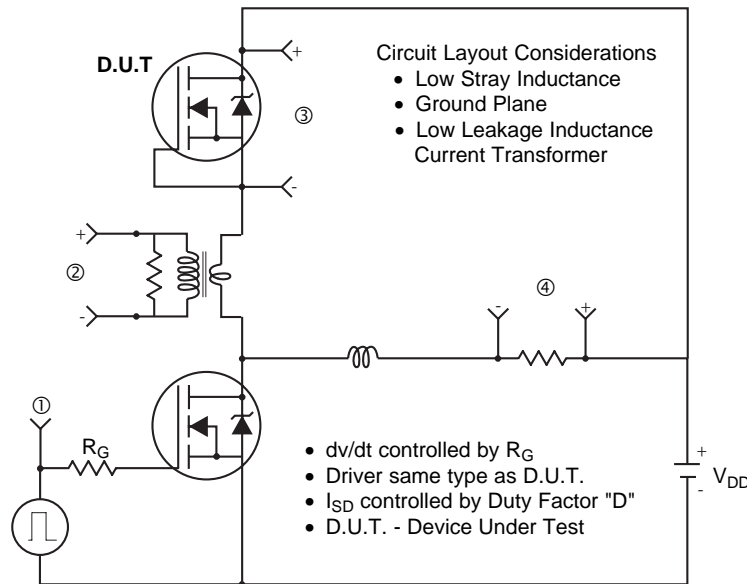 D.U.T
+
-
③
Circuit Layout Considerations
• Low Stray Inductance
• Ground Plane
• Low Leakage Inductance
Current Transformer
+
②
-
④
-
+
①
RG
• dv/dt controlled by RG
• Driver same type as D.U.T.
• ISD controlled by Duty Factor "D"
• D.U.T. - Device Under Test
+
VDD
-